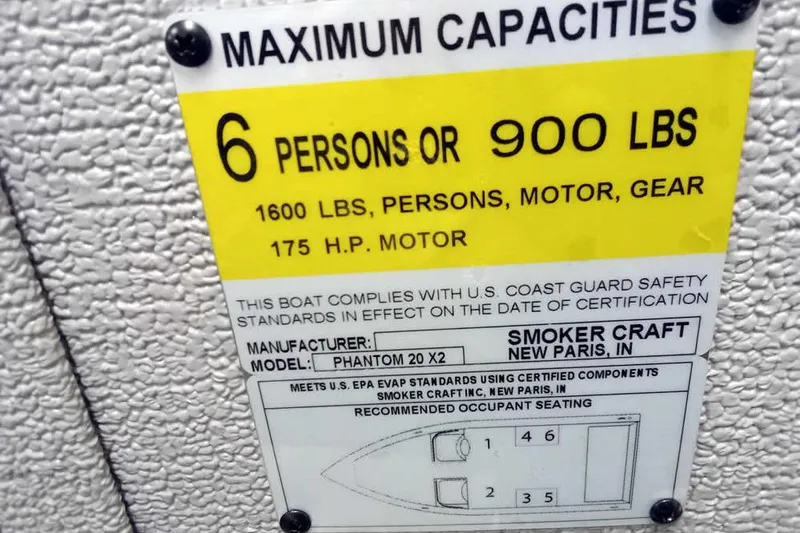 MAXIMUM CAPACITIES
6 PERSONS OR 900 LBS
1600 LBS, PERSONS, MOTOR, GEAR
175 H.P. MOTOR
THIS BOAT COMPLIES WITH U.S. COAST GUARD SAFETY
STANDARDS IN EFFECT ON THE DATE OF CERTIFICATION
MANUFACTURER: SMOKER CRAFT
NEW PARIS, IN
MODEL: PHANTOM 20 X2
MEETS U.S. EPA EVAP STANDARDS USING CERTIFIED COMPONENTS
SMOKER CRAFT INC, NEW PARIS, IN
RECOMMENDED OCCUPANT SEATING
1 4 6
2 3 5